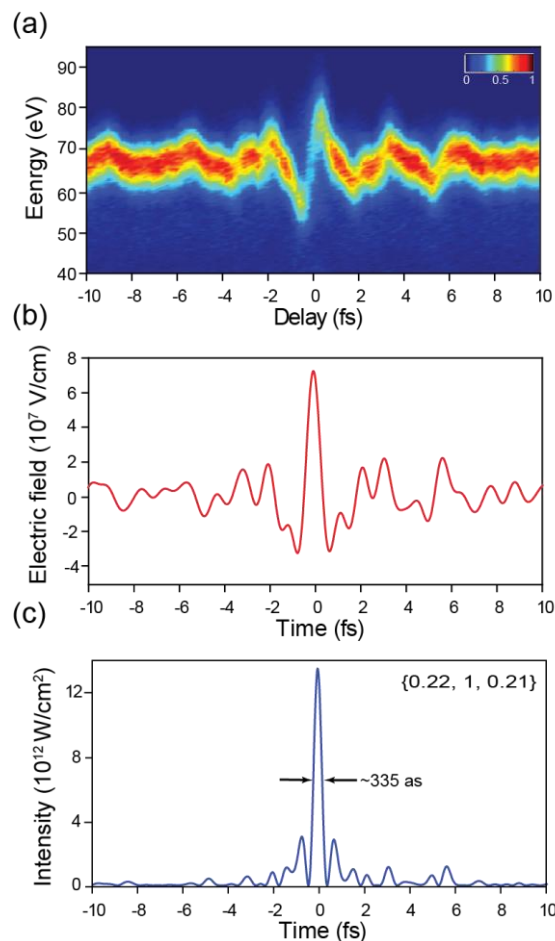 (a)
Eenrgy (eV)
90
80
70
60
50
40
0 0.5 1
-10 -8 -6 -4 -2 0 2 4 6 8 10
Delay (fs)
(b)
Electric field (10⁷ V/cm)
8
6
4
2
0
-2
-4
-10 -8 -6 -4 -2 0 2 4 6 8 10
Time (fs)
(c)
Intensity (10¹² W/cm²)
12
8
4
0
{0.22, 1, 0.21}
~335 as
-10 -8 -6 -4 -2 0 2 4 6 8 10
Time (fs)